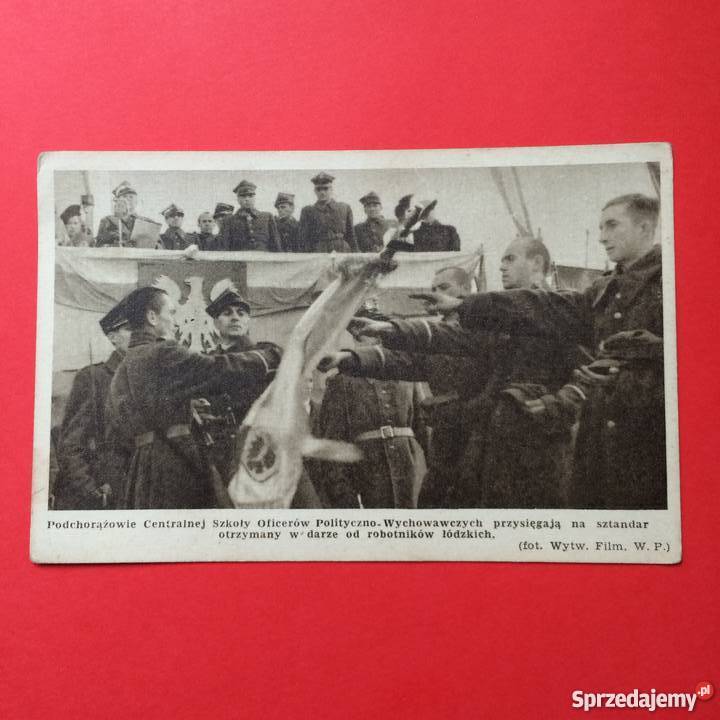 Podchorążowie Centralnej Szkoły Oficerów Polityczno-Wychowawczych przysięgają na sztandar
otrzymany w darze od robotników łódzkich.
(fot. Wytw. Film. W. P.)
Sprzedajemy.pl